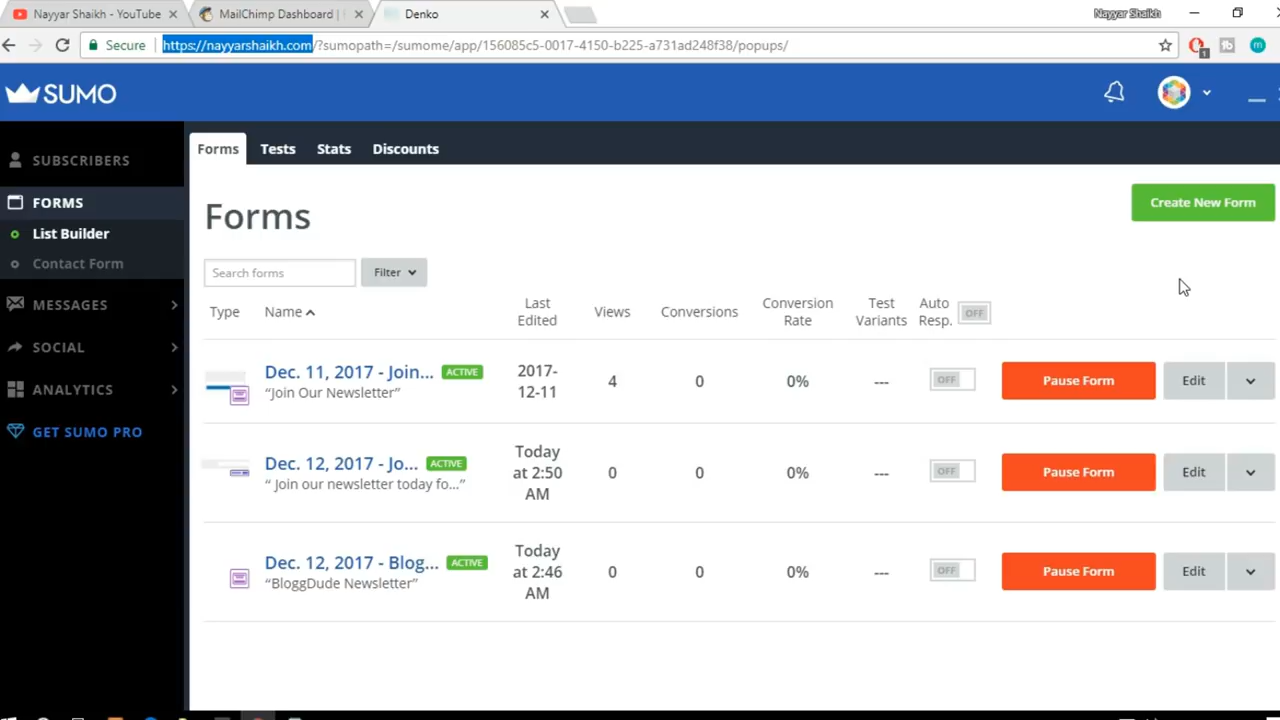 Nayyar Shaikh - YouTube
MailChimp Dashboard |
Denko
Nayyar Shaikh
Secure
https://nayyarshaikh.com/?sumopath=/sumome/app/156085c5-0017-4150-b225-a731ad248f38/popups/
1
tb
m
SUMO
SUBSCRIBERS
FORMS
List Builder
Contact Form
MESSAGES
SOCIAL
ANALYTICS
GET SUMO PRO
Forms Tests Stats Discounts
Forms
Create New Form
Search forms
Filter
Type Name Last Edited Views Conversions Conversion Rate Test Variants Auto Resp. OFF
Dec. 11, 2017 - Join... ACTIVE
“Join Our Newsletter”
2017-
12-11
4 0 0% --- OFF Pause Form Edit
Dec. 12, 2017 - Jo... ACTIVE
“ Join our newsletter today fo...”
Today
at 2:50
AM
0 0 0% --- OFF Pause Form Edit
Dec. 12, 2017 - Blog... ACTIVE
“BloggDude Newsletter”
Today
at 2:46
AM
0 0 0% --- OFF Pause Form Edit